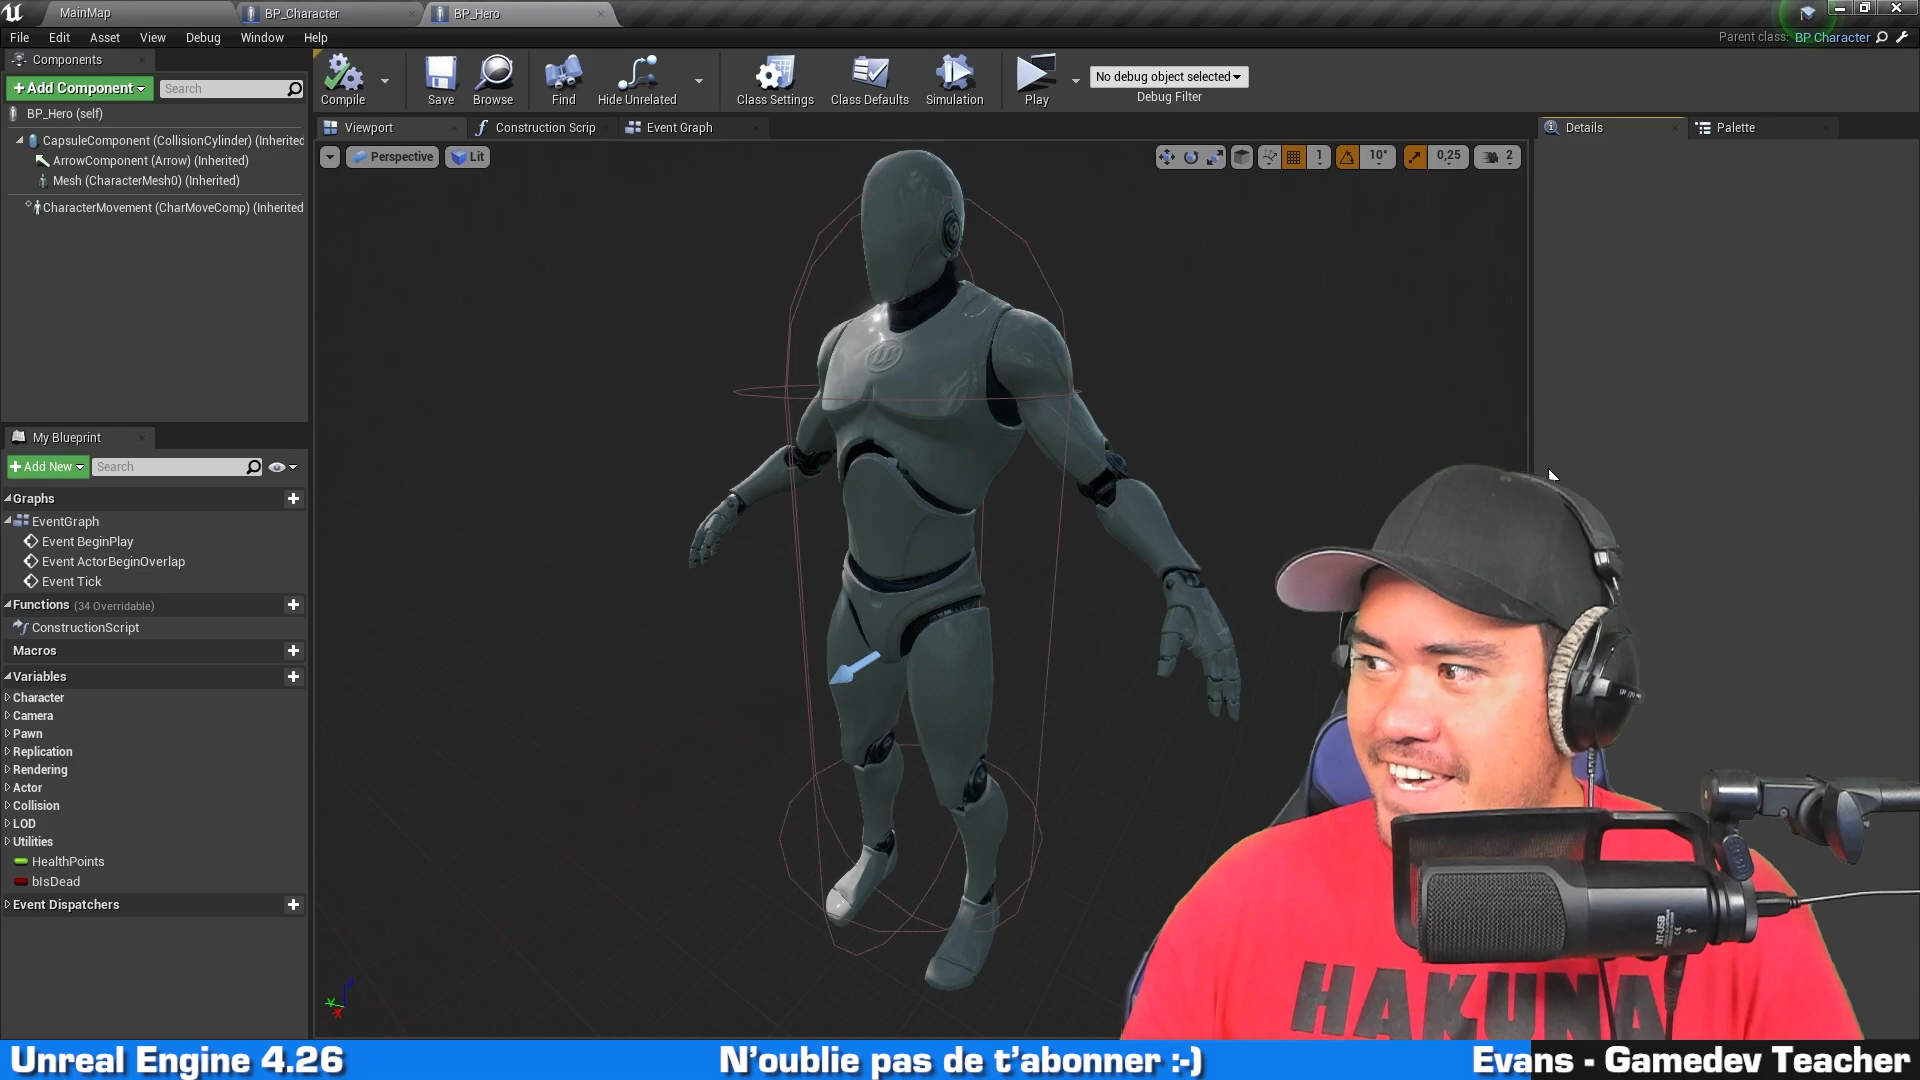 MainMap
BP_Character
BP_Hero
File Edit Asset View Debug Window Help
Parent class: BP Character
Components
+Add Component
Search
BP_Hero (self)
CapsuleComponent (CollisionCylinder) (Inherited
ArrowComponent (Arrow) (Inherited)
Mesh (CharacterMesh0) (Inherited)
CharacterMovement (CharMoveComp) (Inherited
Compile
Save
Browse
Find
Hide Unrelated
Class Settings
Class Defaults
Simulation
Play
No debug object selected
Debug Filter
Viewport
Construction Scrip
Event Graph
Perspective
Lit
1
10°
0,25
2
Details
Palette
My Blueprint
+Add New
Search
Graphs
EventGraph
Event BeginPlay
Event ActorBeginOverlap
Event Tick
Functions (34 Overridable)
ConstructionScript
Macros
Variables
Character
Camera
Pawn
Replication
Rendering
Actor
Collision
LOD
Utilities
HealthPoints
bIsDead
Event Dispatchers
NT-USB
HAKUNA
Unreal Engine 4.26
N'oublie pas de t'abonner :-)
Evans - Gamedev Teacher